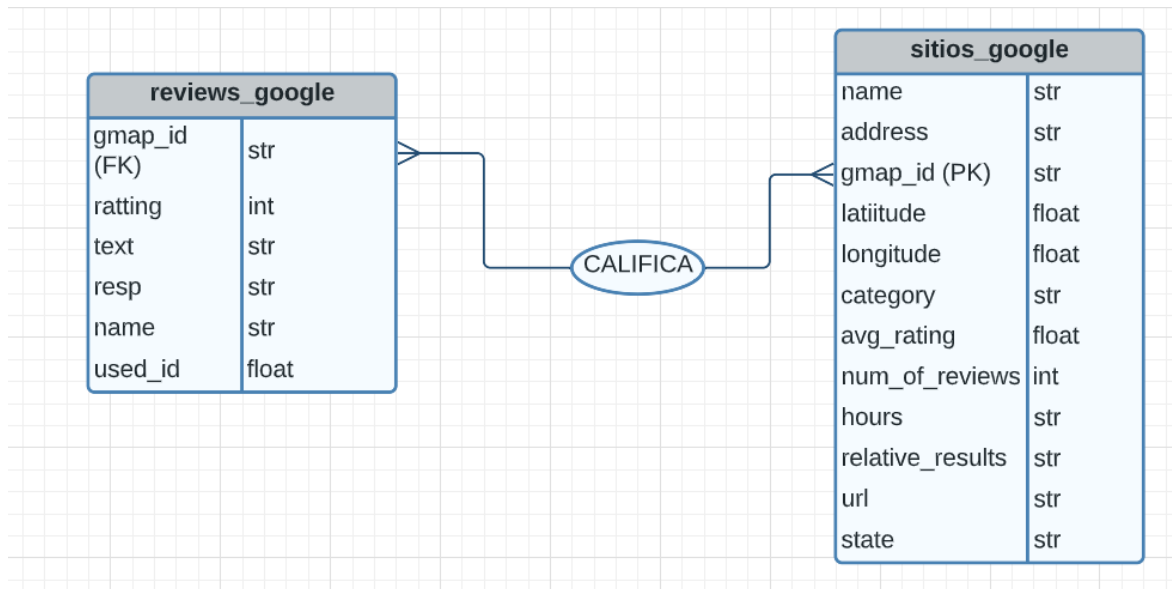 reviews_google
gmap_id
(FK)
str
ratting int
text str
resp str
name str
used_id float
CALIFICA
sitios_google
name str
address str
gmap_id (PK) str
latiitude float
longitude float
category str
avg_rating float
num_of_reviews int
hours str
relative_results str
url str
state str